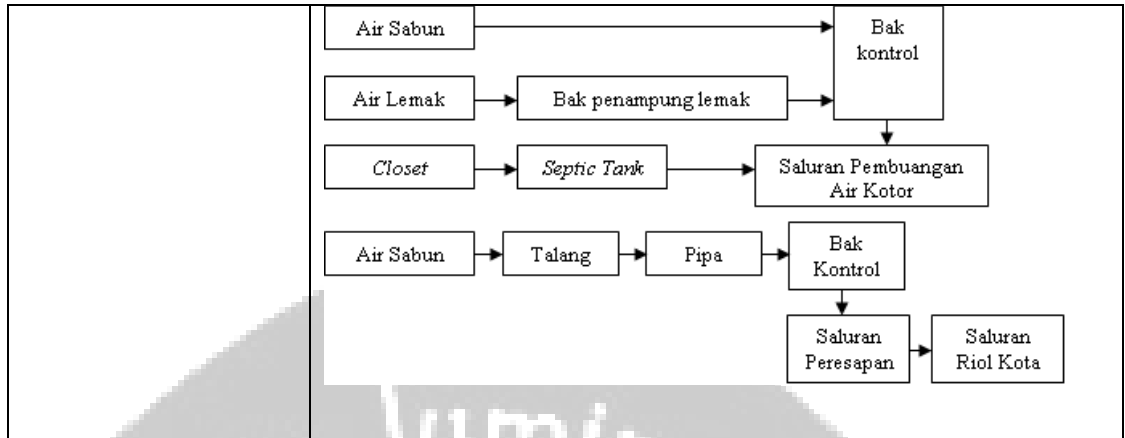 Air Sabun
Bak
kontrol
Air Lemak
Bak penampung lemak
Closet
Septic Tank
Saluran Pembuangan
Air Kotor
Air Sabun
Talang
Pipa
Bak
Kontrol
Saluran
Peresapan
Saluran
Riol Kota